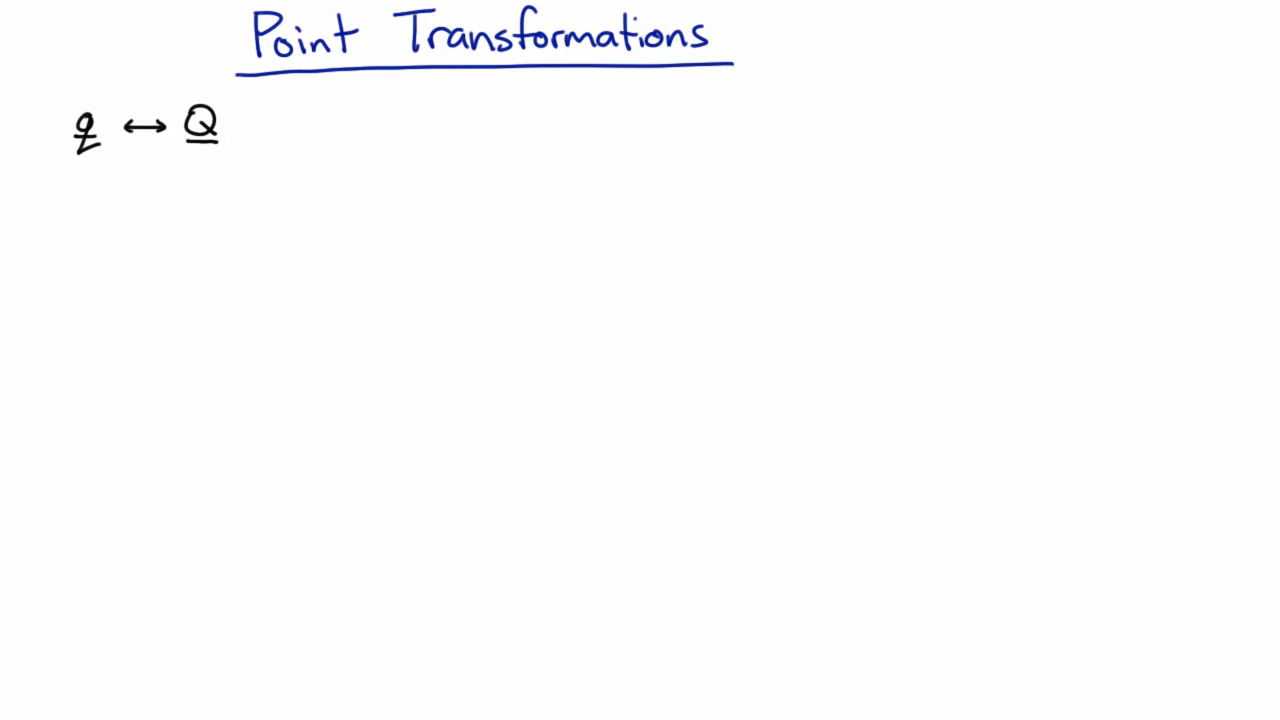 Point Transformations
q ↔ Q